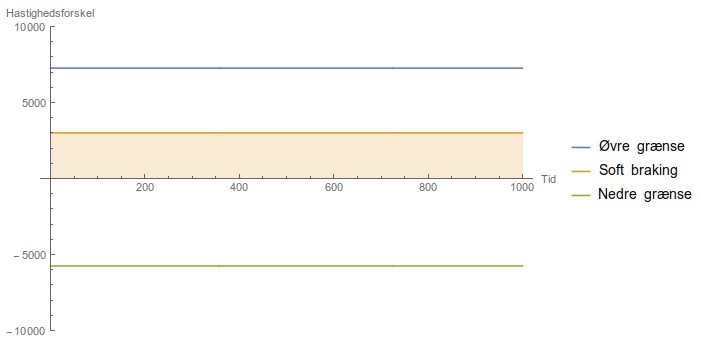 Hastighedsforskel
10000
5000
200 400 600 800 1000 Tid
-5000
-10000
Øvre grænse
Soft braking
Nedre grænse